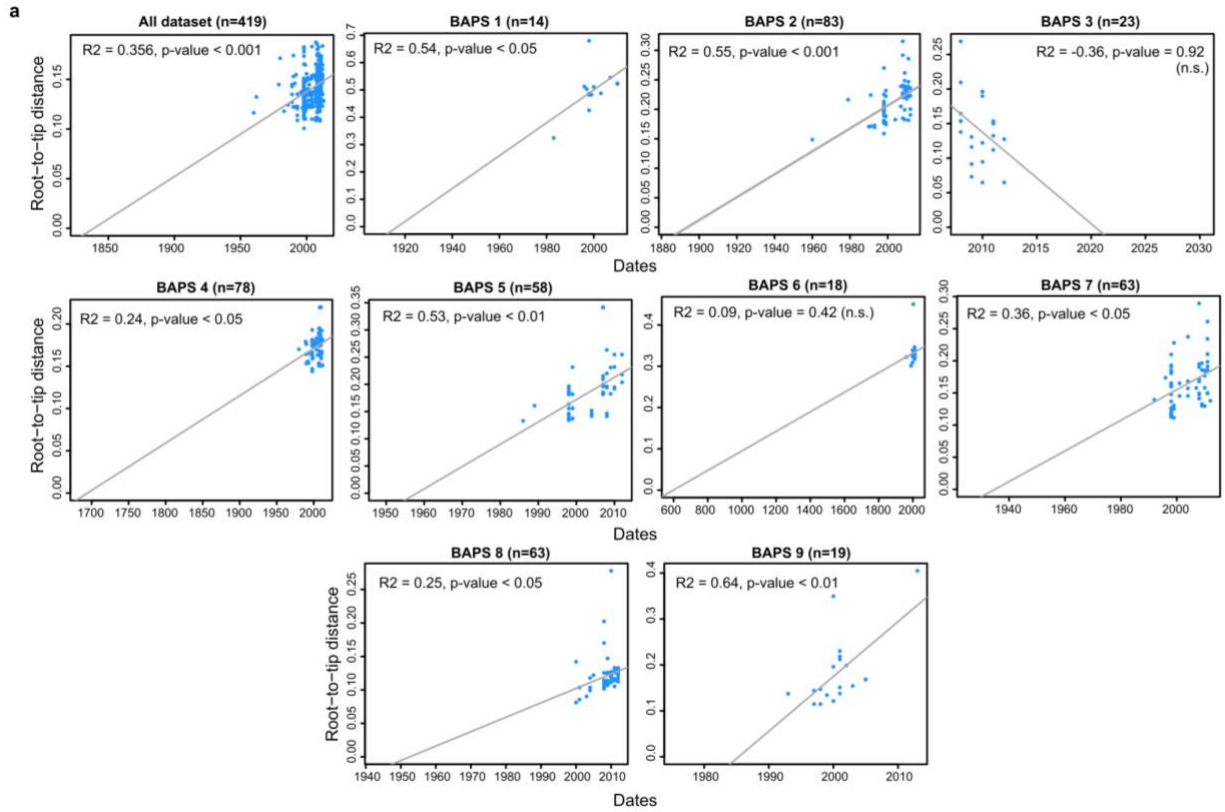 a
All dataset (n=419)
R2 = 0.356, p-value < 0.001
Root-to-tip distance
0.00 0.05 0.10 0.15
1850 1900 1950 2000
BAPS 1 (n=14)
R2 = 0.54, p-value < 0.05
0.0 0.1 0.2 0.3 0.4 0.5 0.6 0.7
1920 1940 1960 1980 2000
BAPS 2 (n=83)
R2 = 0.55, p-value < 0.001
0.00 0.05 0.10 0.15 0.20 0.25 0.30
1880 1900 1920 1940 1960 1980 2000
BAPS 3 (n=23)
R2 = -0.36, p-value = 0.92
(n.s.)
0.00 0.05 0.10 0.15 0.20 0.25
2010 2015 2020 2025 2030
Dates
BAPS 4 (n=78)
R2 = 0.24, p-value < 0.05
Root-to-tip distance
0.00 0.05 0.10 0.15 0.20
1700 1750 1800 1850 1900 1950 2000
BAPS 5 (n=58)
R2 = 0.53, p-value < 0.01
0.00 0.05 0.10 0.15 0.20 0.25 0.30 0.35
1950 1960 1970 1980 1990 2000 2010
BAPS 6 (n=18)
R2 = 0.09, p-value = 0.42 (n.s.)
0.0 0.1 0.2 0.3 0.4
600 800 1000 1200 1400 1600 1800 2000
BAPS 7 (n=63)
R2 = 0.36, p-value < 0.05
0.00 0.05 0.10 0.15 0.20 0.25 0.30
1940 1960 1980 2000
Dates
BAPS 8 (n=63)
R2 = 0.25, p-value < 0.05
Root-to-tip distance
0.00 0.05 0.10 0.15 0.20 0.25
1940 1950 1960 1970 1980 1990 2000 2010
BAPS 9 (n=19)
R2 = 0.64, p-value < 0.01
0.0 0.1 0.2 0.3 0.4
1980 1990 2000 2010
Dates